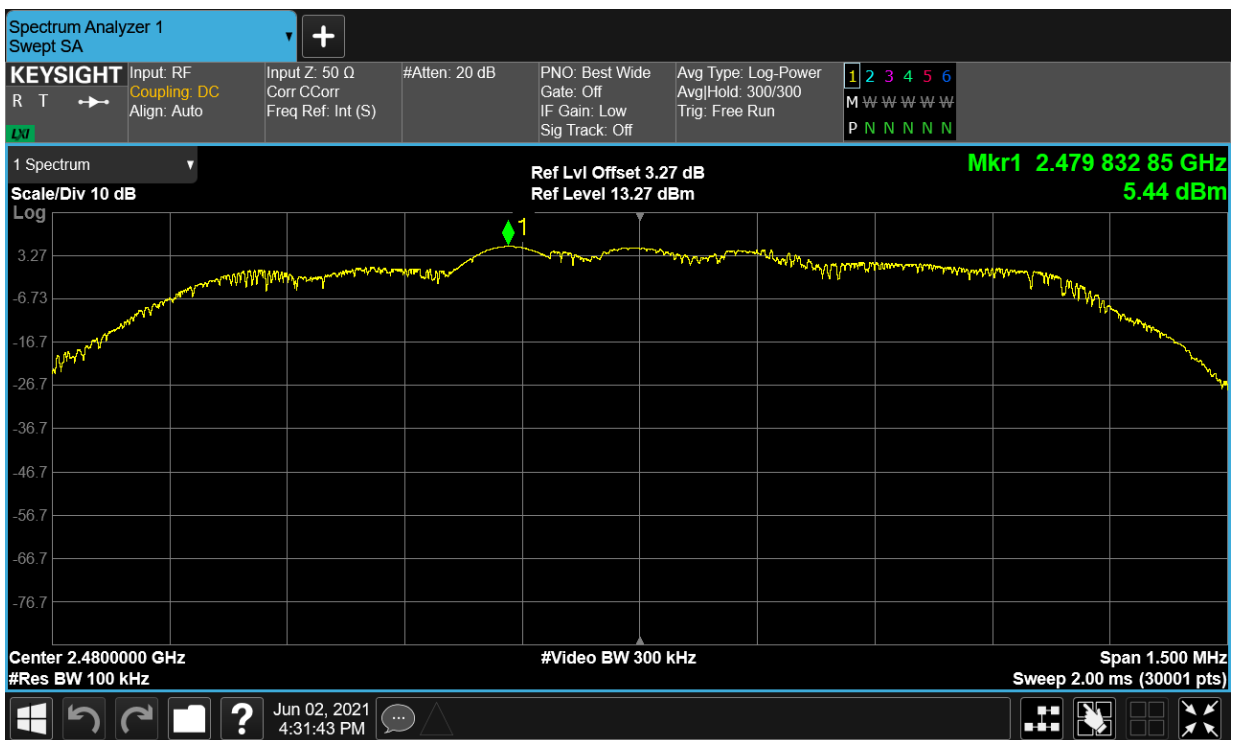 Spectrum Analyzer 1
Swept SA
KEYSIGHT
R T
LXI
Input: RF
Coupling: DC
Align: Auto
Input Z: 50 Ω
Corr CCorr
Freq Ref: Int (S)
#Atten: 20 dB
PNO: Best Wide
Gate: Off
IF Gain: Low
Sig Track: Off
Avg Type: Log-Power
Avg|Hold: 300/300
Trig: Free Run
1 2 3 4 5 6
M W W W W W
P N N N N N
1 Spectrum
Scale/Div 10 dB
Log
Ref Lvl Offset 3.27 dB
Ref Level 13.27 dBm
Mkr1 2.479 832 85 GHz
5.44 dBm
1
3.27
-6.73
-16.7
-26.7
-36.7
-46.7
-56.7
-66.7
-76.7
Center 2.4800000 GHz
#Res BW 100 kHz
#Video BW 300 kHz
Span 1.500 MHz
Sweep 2.00 ms (30001 pts)
Jun 02, 2021
4:31:43 PM